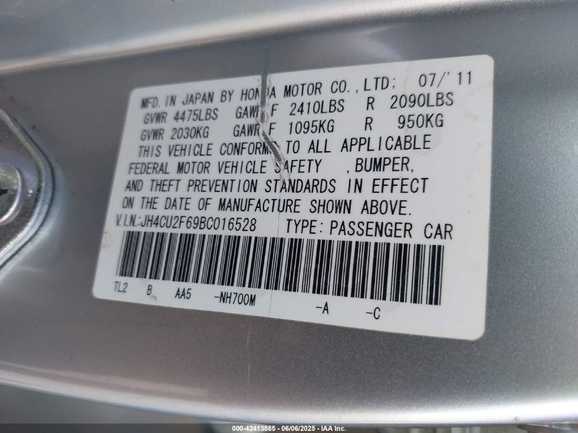 MFD. IN JAPAN BY HONDA MOTOR CO., LTD: 07/'11
GVWR 4475LBS GAWR F 2410LBS R 2090LBS
GVWR 2030KG GAWR F 1095KG R 950KG
THIS VEHICLE CONFORMS TO ALL APPLICABLE
FEDERAL MOTOR VEHICLE SAFETY , BUMPER,
AND THEFT PREVENTION STANDARDS IN EFFECT
ON THE DATE OF MANUFACTURE SHOWN ABOVE.
V.I.N.:JH4CU2F69BC016528 TYPE: PASSENGER CAR
TL2 B AA5 -NH700M -A -C
000-42413865 06/06/2025 - IAA Inc.